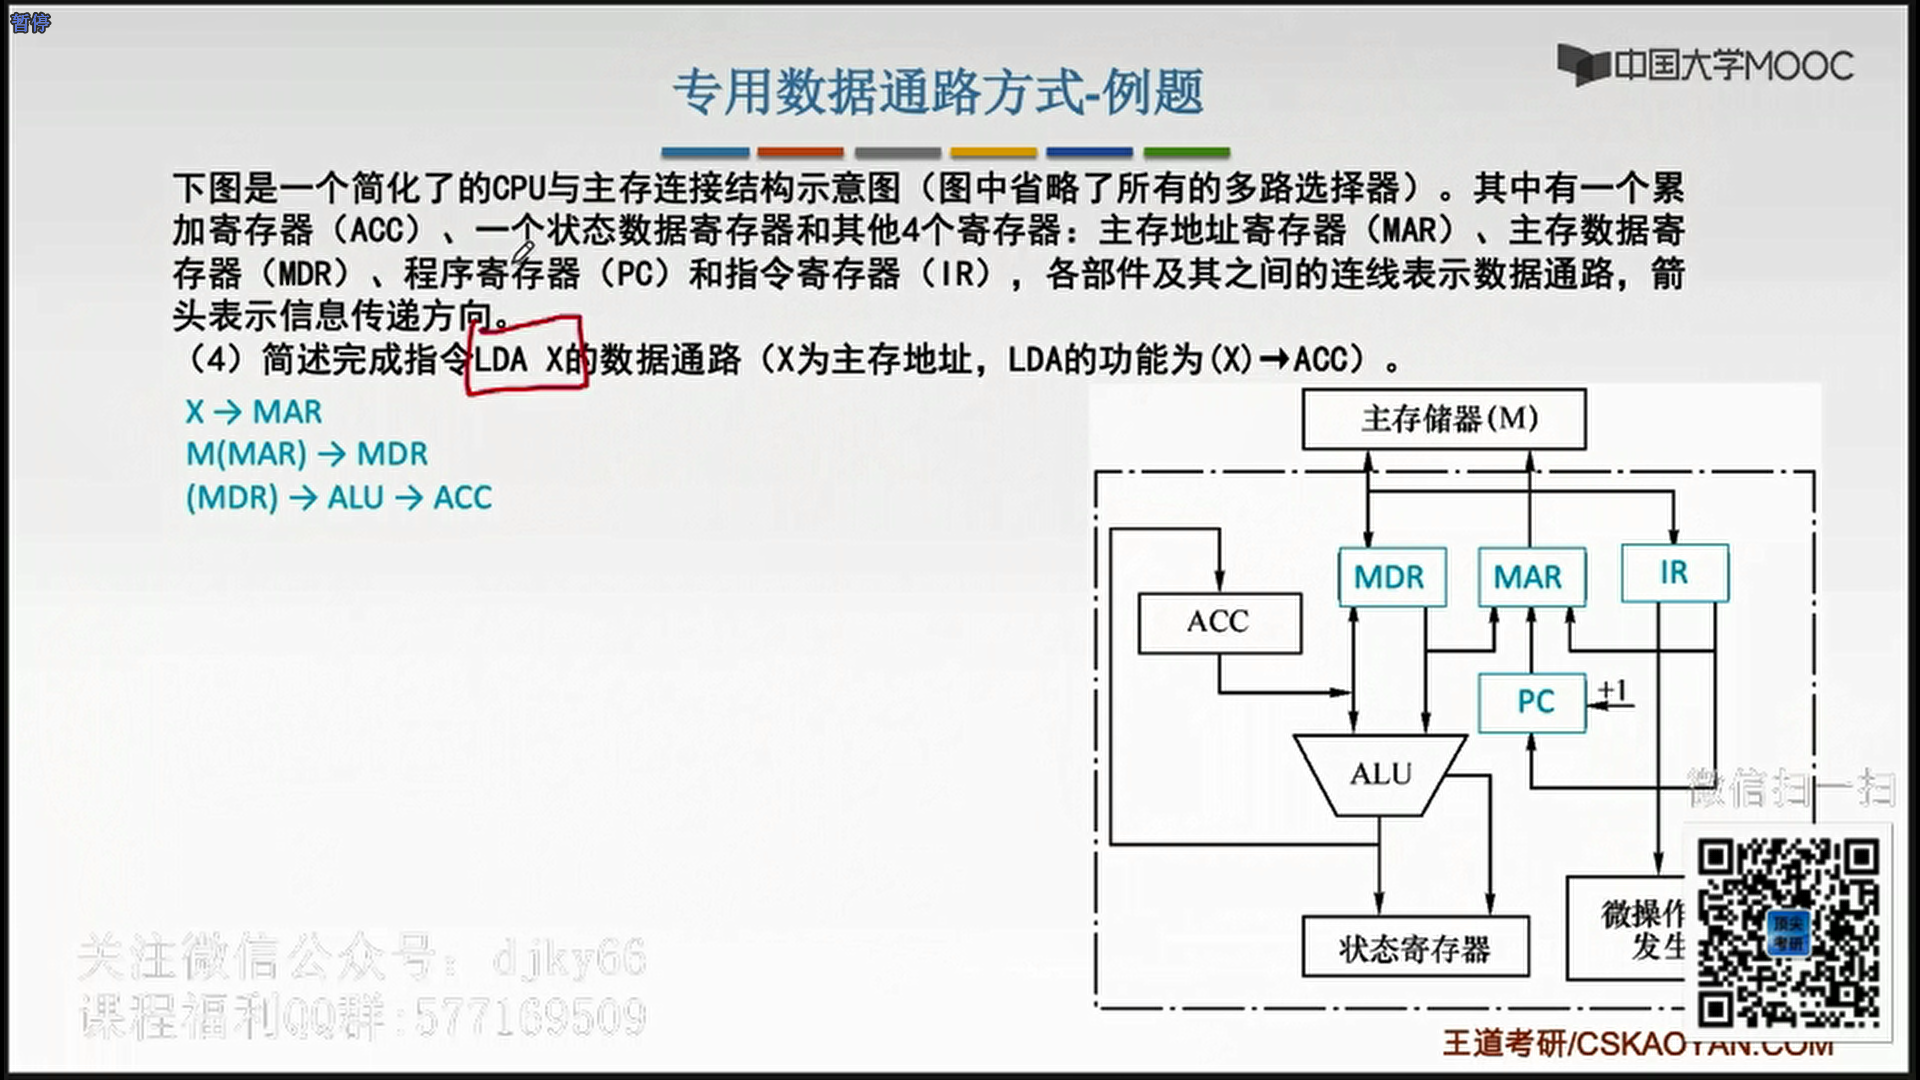 暂停
中国大学MOOC
专用数据通路方式-例题
下图是一个简化了的CPU与主存连接结构示意图（图中省略了所有的多路选择器）。其中有一个累
加寄存器（ACC）、一个状态数据寄存器和其他4个寄存器：主存地址寄存器（MAR）、主存数据寄
存器（MDR）、程序寄存器（PC）和指令寄存器（IR），各部件及其之间的连线表示数据通路，箭
头表示信息传递方向。
（4）简述完成指令LDA X的数据通路（X为主存地址，LDA的功能为(X)→ACC）。
X → MAR
M(MAR) → MDR
(MDR) → ALU → ACC
主存储器(M)
MDR
MAR
IR
ACC
PC
+1
ALU
微信扫一扫
状态寄存器
微操作
发生
顶尖
考研
关注微信公众号：djky66
课程福利QQ群:577169509
王道考研/CSKAOYAN.COM